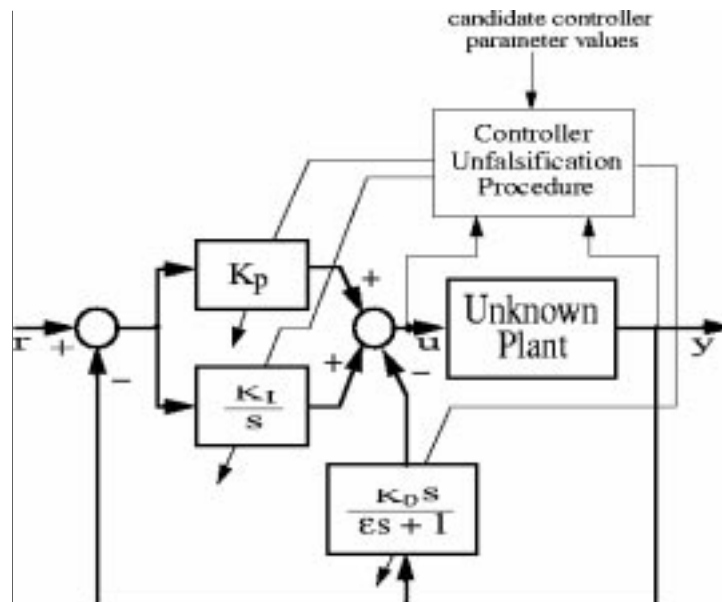 candidate controller
parameter values
Controller
Unfalsification
Procedure
Kp
+
r
+
-
u
Unknown
Plant
y
+
-
KI
s
KDs
εs + 1